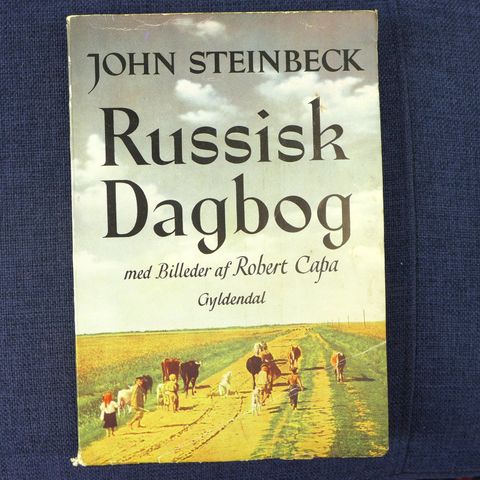 JOHN STEINBECK
Russisk
Dagbog
med Billeder af Robert Capa
Gyldendal